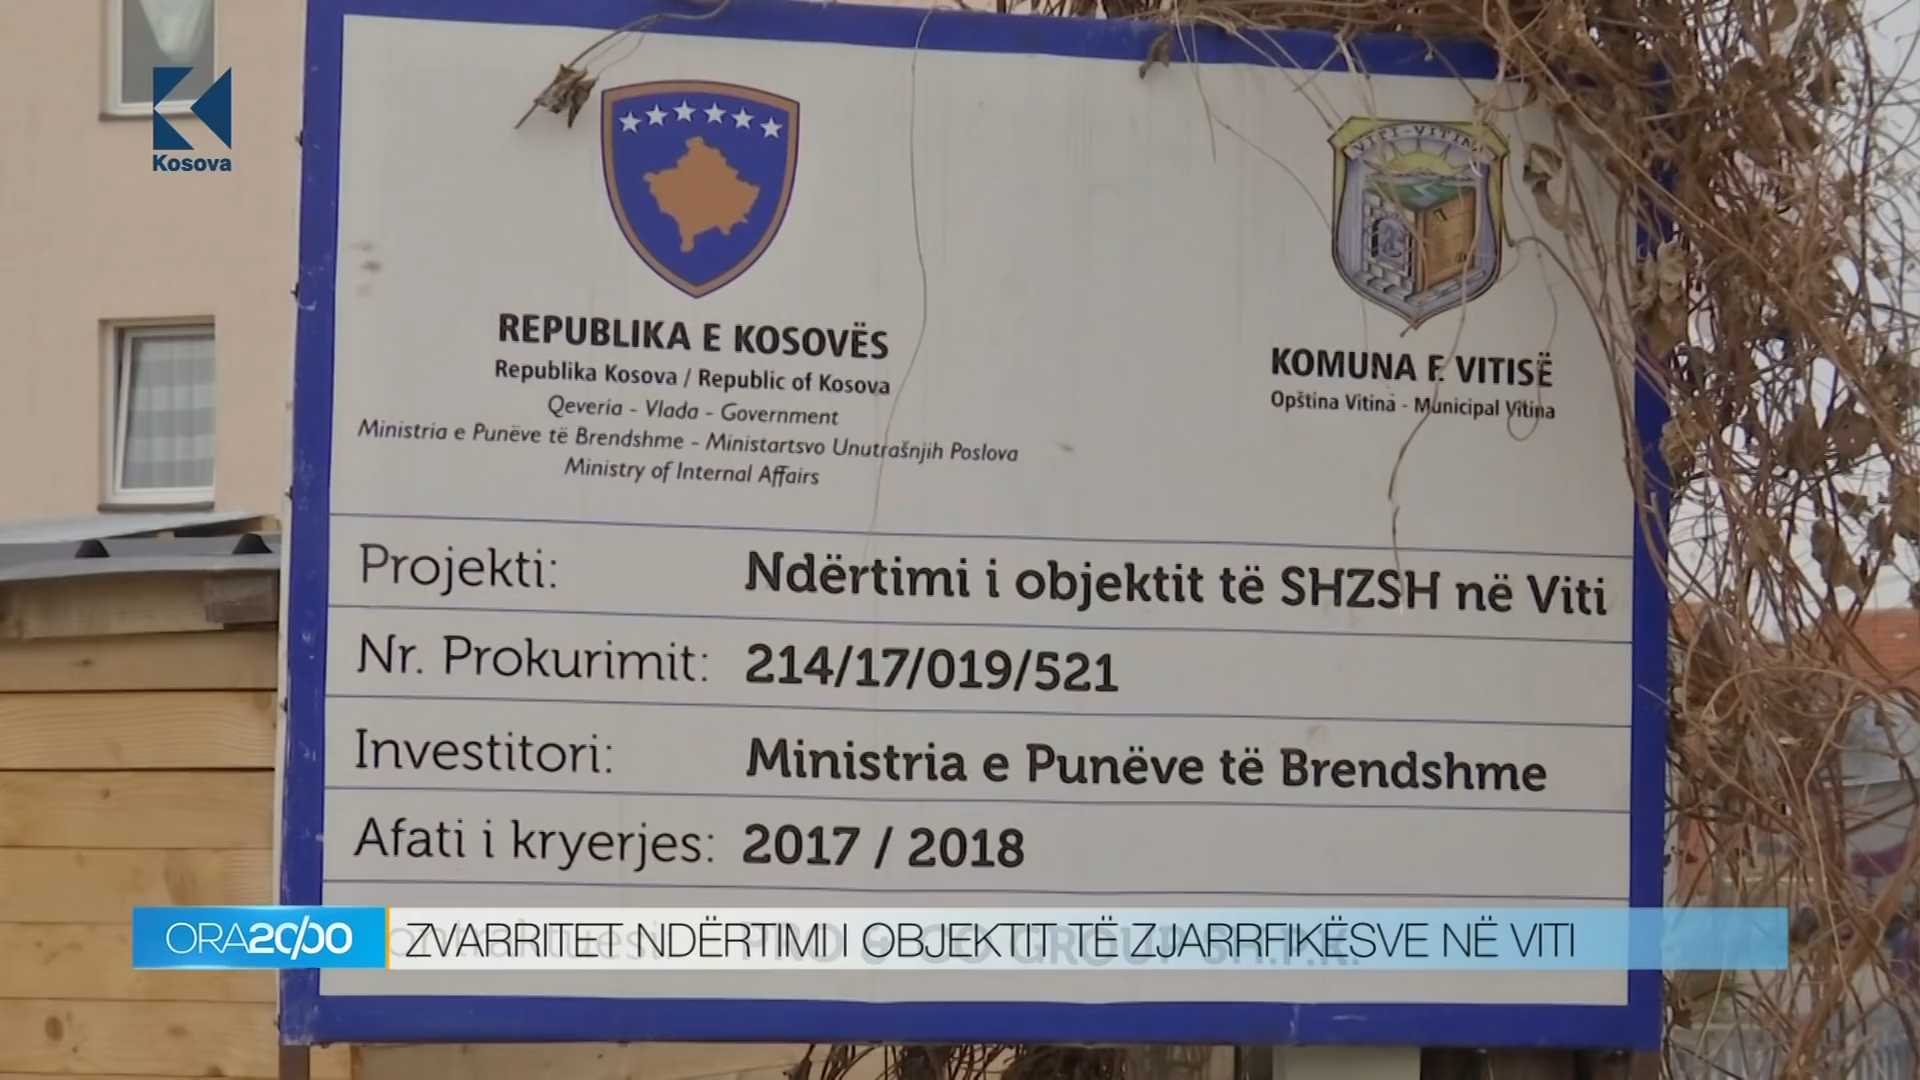 Kosova
VITI-VITINA
REPUBLIKA E KOSOVËS
Republika Kosova / Republic of Kosova
Qeveria - Vlada - Government
Ministria e Punëve të Brendshme - Ministartsvo Unutrašnjih Poslova
Ministry of Internal Affairs
KOMUNA E VITISË
Opština Vitina - Municipal Vitina
Projekti: Ndërtimi i objektit të SHZSH në Viti
Nr. Prokurimit: 214/17/019/521
Investitori: Ministria e Punëve të Brendshme
Afati i kryerjes: 2017 / 2018
ORA20:00 ZVARRITET NDËRTIMI I OBJEKTIT TË ZJARRFIKËSVE NË VITI